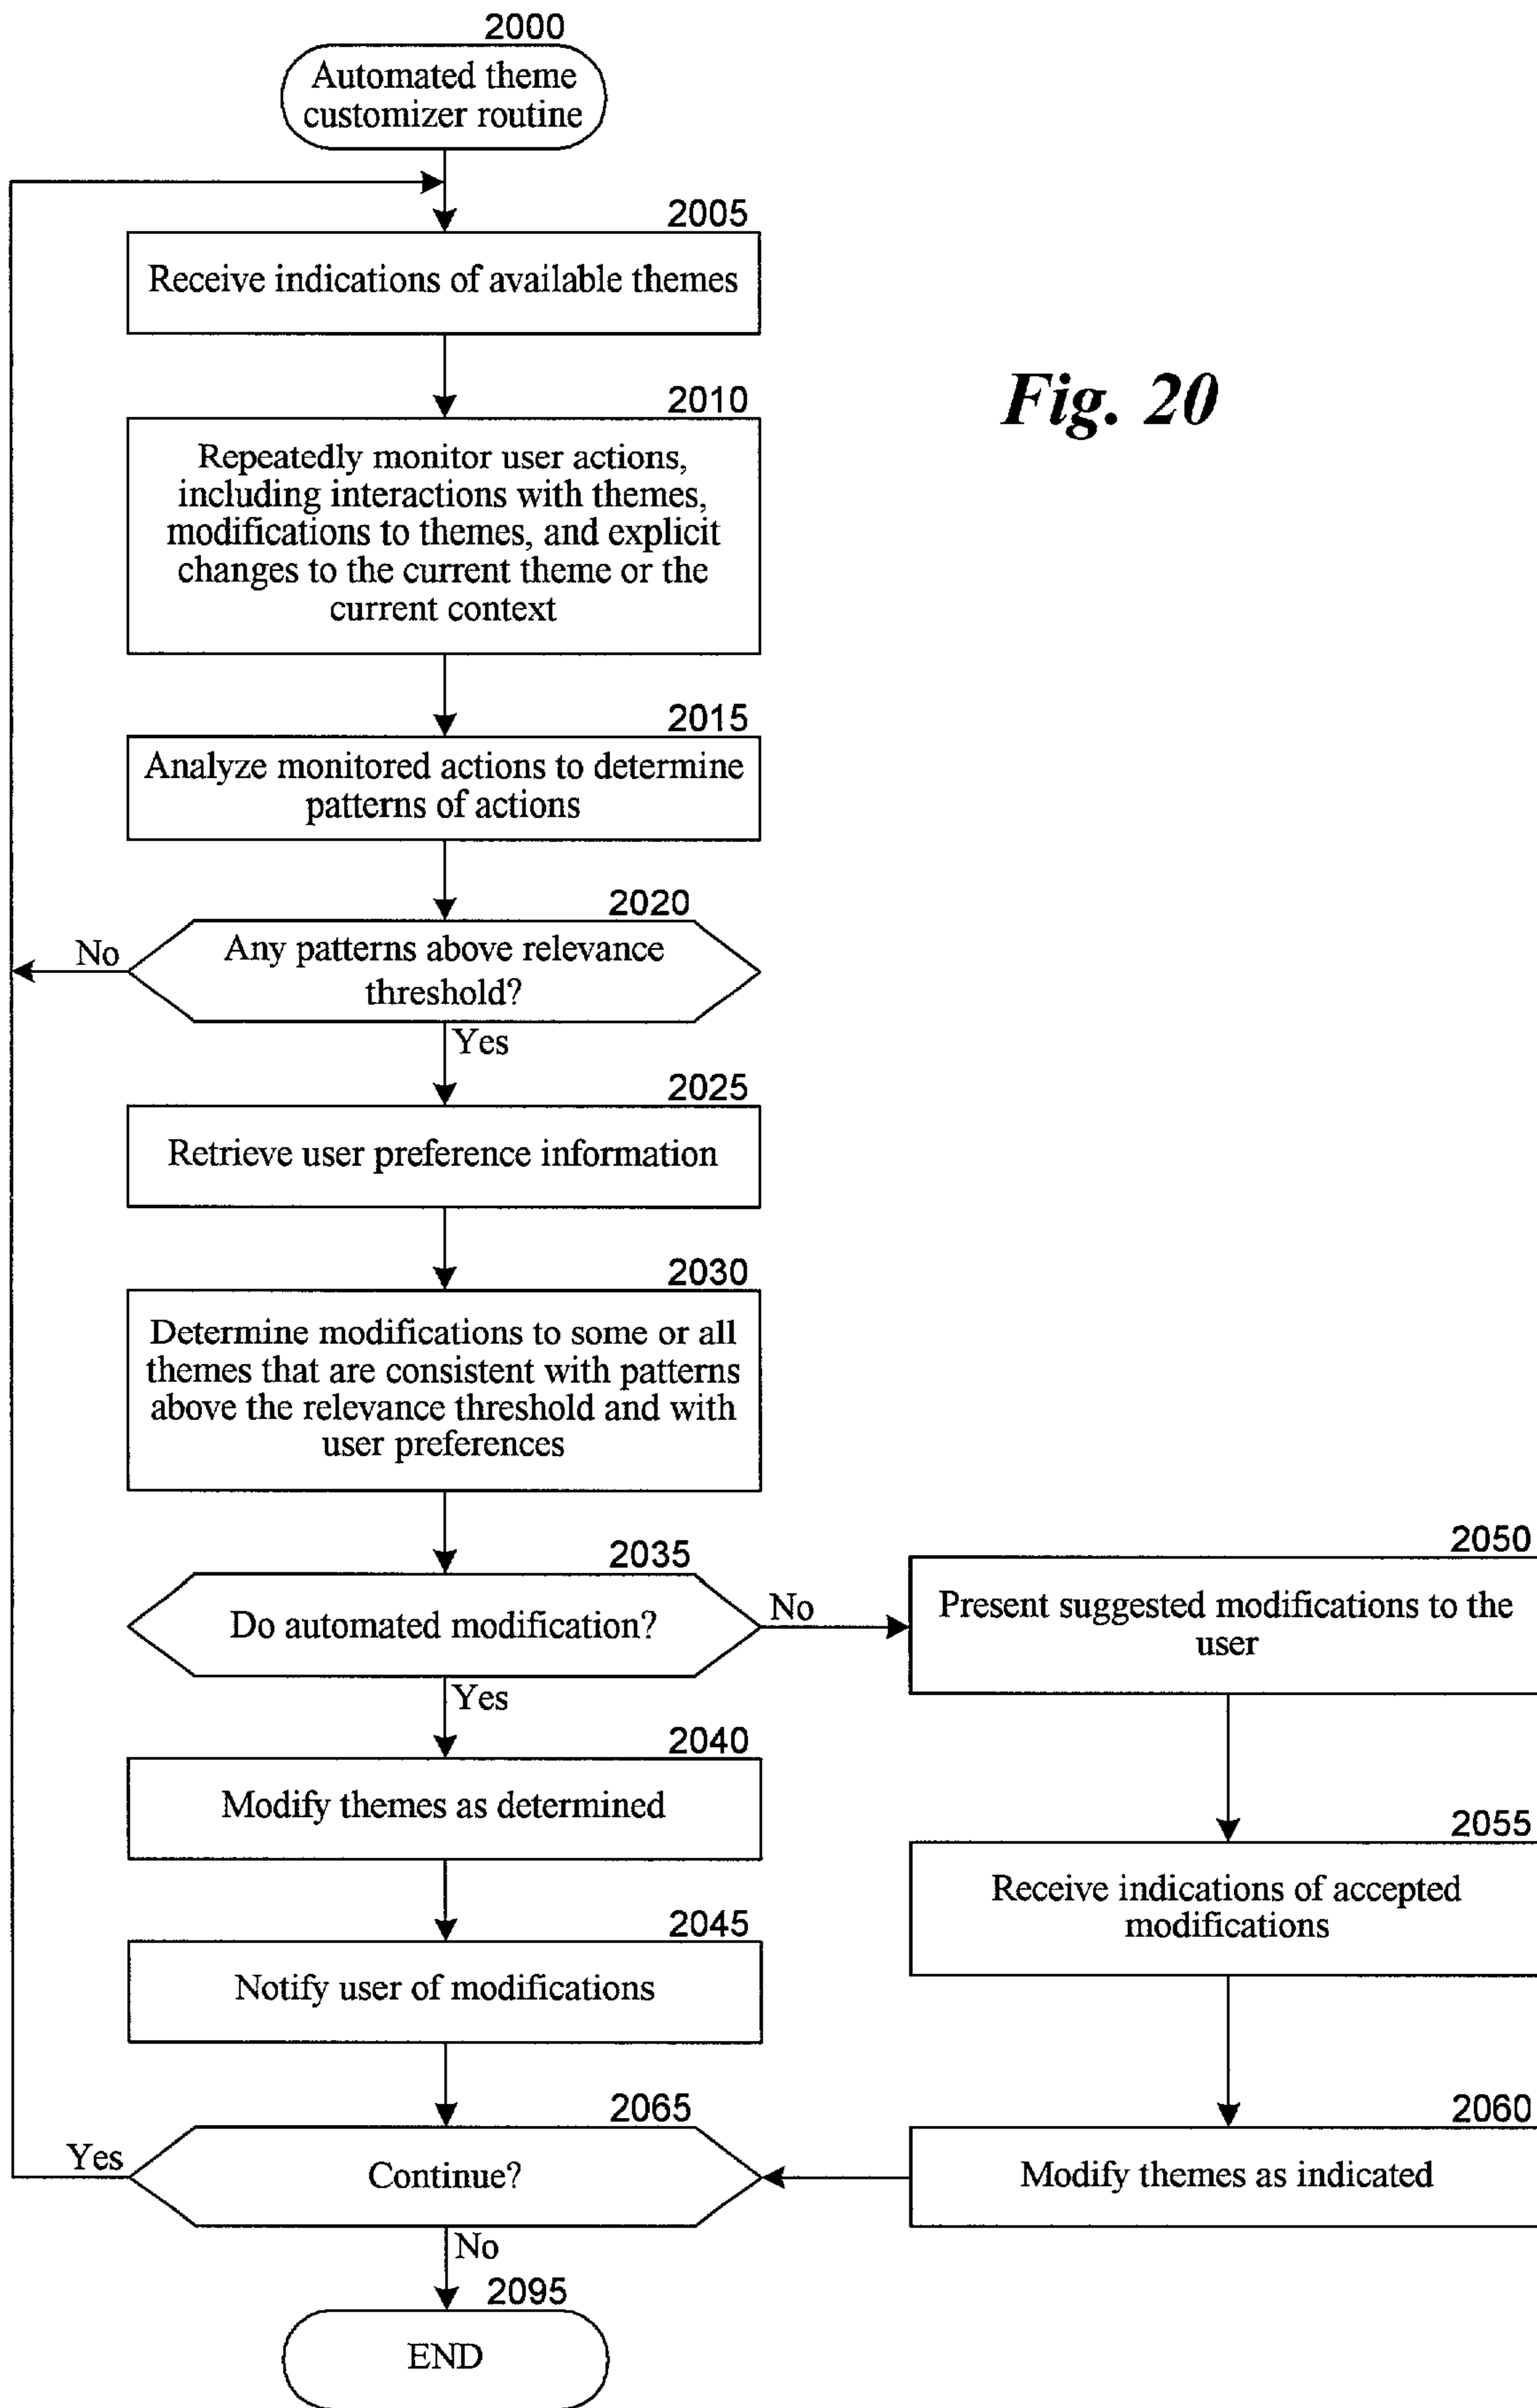 2000
Automated theme
customizer routine
2005
Receive indications of available themes
Fig. 20
2010
Repeatedly monitor user actions,
including interactions with themes,
modifications to themes, and explicit
changes to the current theme or the
current context
2015
Analyze monitored actions to determine
patterns of actions
2020
No
Any patterns above relevance
threshold?
Yes
2025
Retrieve user preference information
2030
Determine modifications to some or all
themes that are consistent with patterns
above the relevance threshold and with
user preferences
2035
Do automated modification?
No
Yes
2050
Present suggested modifications to the
user
2040
Modify themes as determined
2055
Receive indications of accepted
modifications
2045
Notify user of modifications
2065
Yes
Continue?
2060
Modify themes as indicated
No
2095
END